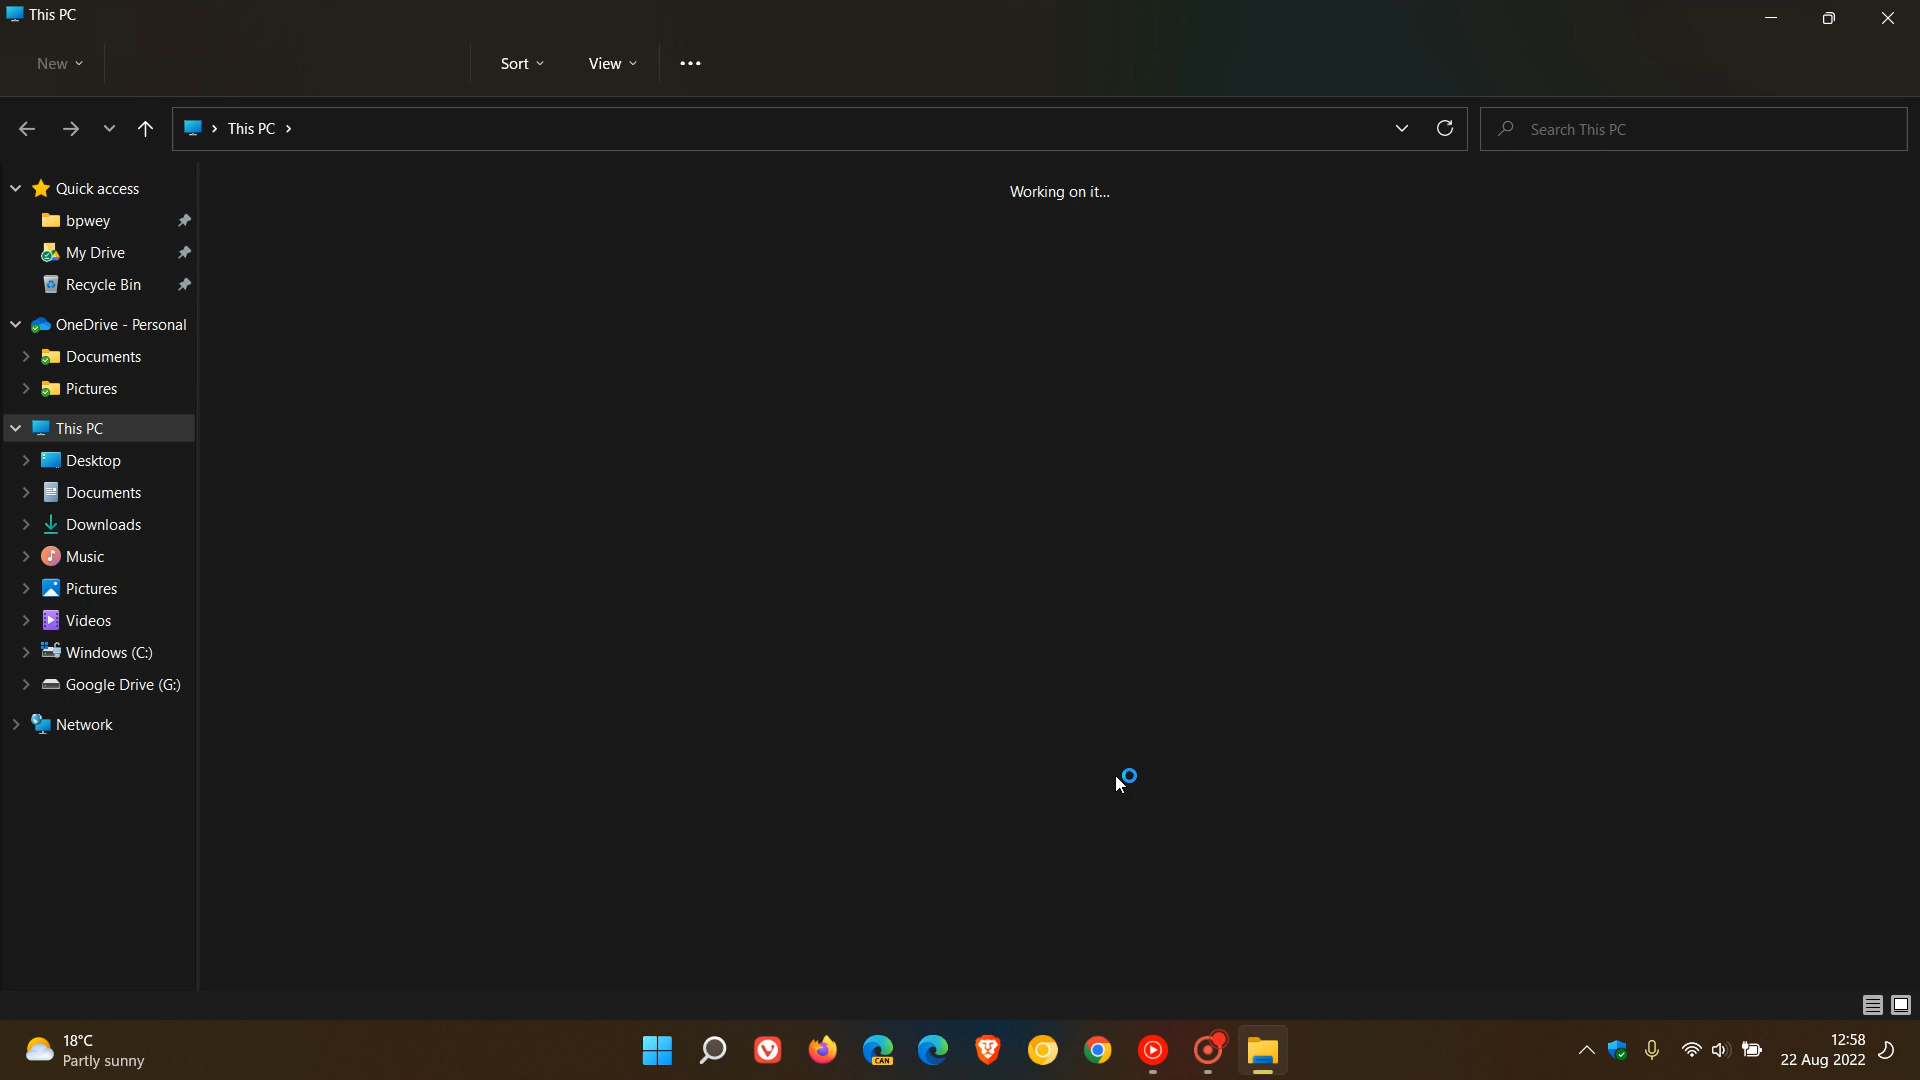 This PC
New
Sort
View
This PC
Search This PC
Working on it...
Quick access
bpwey
My Drive
Recycle Bin
OneDrive - Personal
Documents
Pictures
This PC
Desktop
Documents
Downloads
Music
Pictures
Videos
Windows (C:)
Google Drive (G:)
Network
18°C
Partly sunny
CAN
12:58
22 Aug 2022